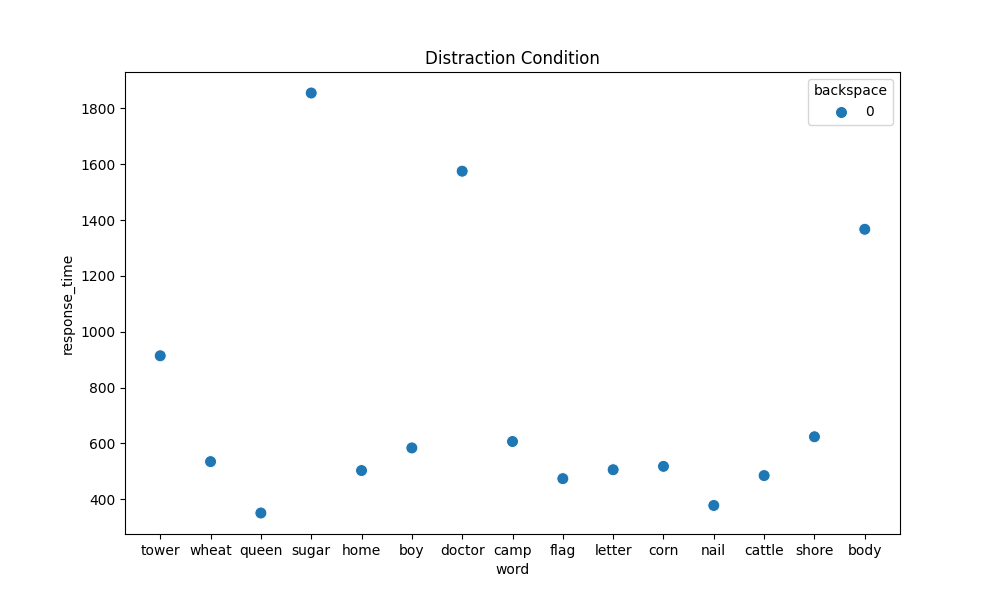 Distraction Condition
backspace
0
1800
1600
1400
1200
1000
800
600
400
response_time
tower wheat queen sugar home boy doctor camp flag letter corn nail cattle shore body
word